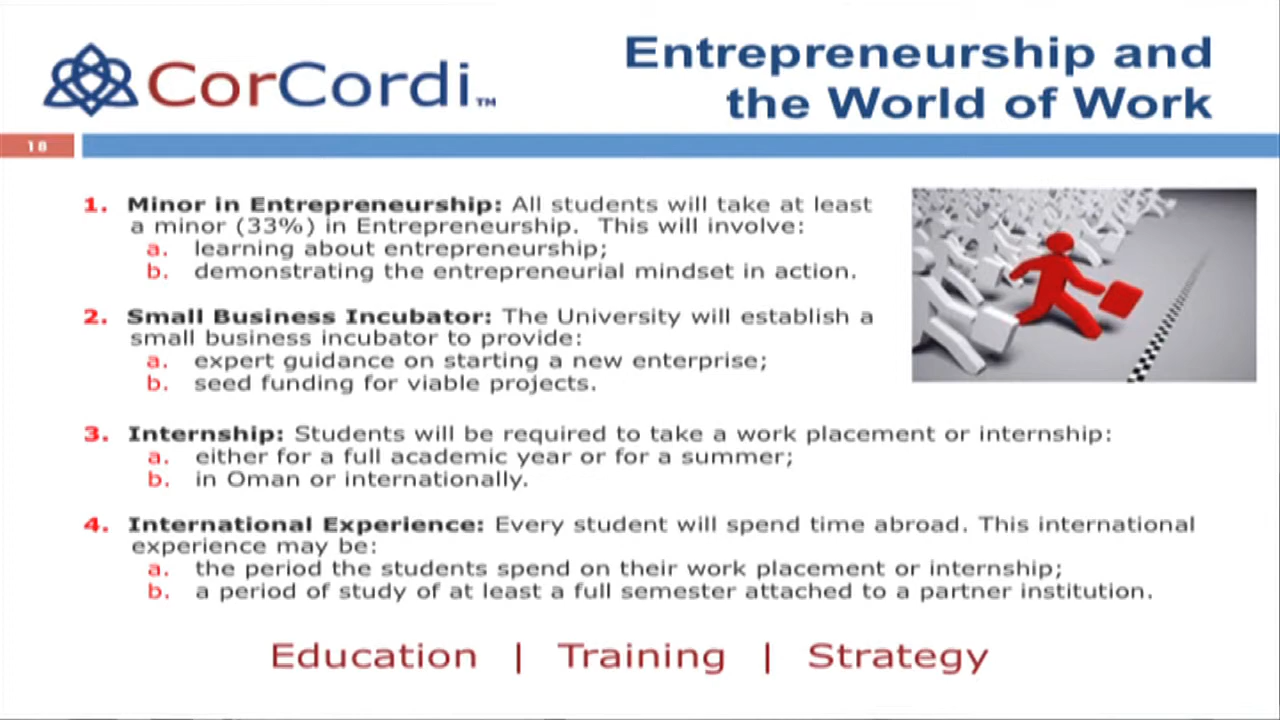 CorCordi™
Entrepreneurship and
the World of Work
18
1. Minor in Entrepreneurship: All students will take at least
a minor (33%) in Entrepreneurship. This will involve:
a. learning about entrepreneurship;
b. demonstrating the entrepreneurial mindset in action.
2. Small Business Incubator: The University will establish a
small business incubator to provide:
a. expert guidance on starting a new enterprise;
b. seed funding for viable projects.
3. Internship: Students will be required to take a work placement or internship:
a. either for a full academic year or for a summer;
b. in Oman or internationally.
4. International Experience: Every student will spend time abroad. This international
experience may be:
a. the period the students spend on their work placement or internship;
b. a period of study of at least a full semester attached to a partner institution.
Education | Training | Strategy